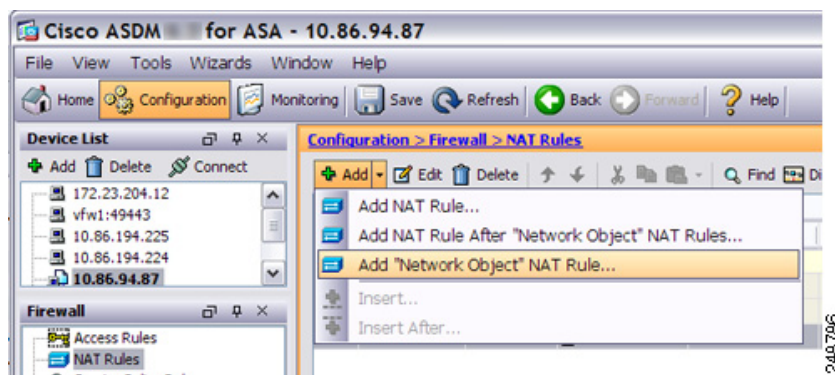 Cisco ASDM for ASA - 10.86.94.87
File View Tools Wizards Window Help
Home Configuration Monitoring Save Refresh Back Forward Help
Device List
Add Delete Connect
172.23.204.12
vfw1:49443
10.86.194.225
10.86.194.224
10.86.94.87
Firewall
Access Rules
NAT Rules
Configuration > Firewall > NAT Rules
Add Edit Delete Find Di
Add NAT Rule...
Add NAT Rule After "Network Object" NAT Rules...
Add "Network Object" NAT Rule...
Insert...
Insert After...
248786